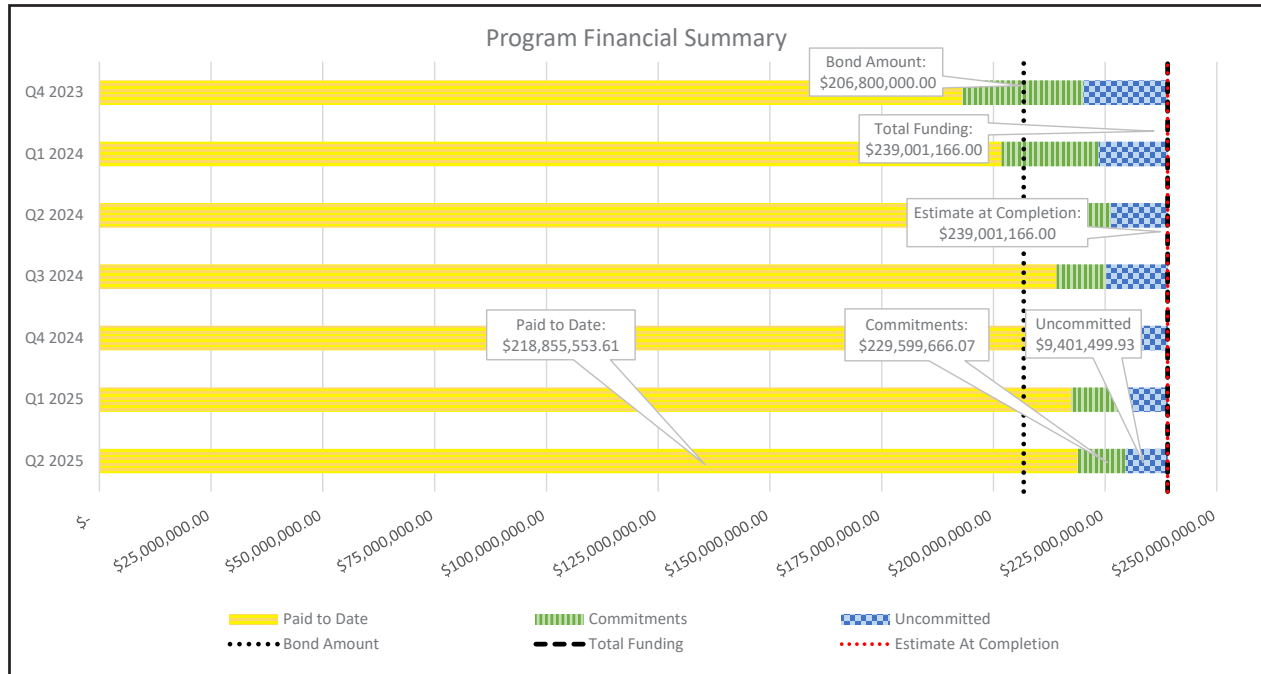 Program Financial Summary
Bond Amount:
$206,800,000.00
Q4 2023
Total Funding:
$239,001,166.00
Q1 2024
Estimate at Completion:
$239,001,166.00
Q2 2024
Q3 2024
Paid to Date:
$218,855,553.61
Commitments:
$229,599,666.07
Uncommitted
$9,401,499.93
Q4 2024
Q1 2025
Q2 2025
$-
$25,000,000.00
$50,000,000.00
$75,000,000.00
$100,000,000.00
$125,000,000.00
$150,000,000.00
$175,000,000.00
$200,000,000.00
$225,000,000.00
$250,000,000.00
Paid to Date
Commitments
Uncommitted
Bond Amount
Total Funding
Estimate At Completion